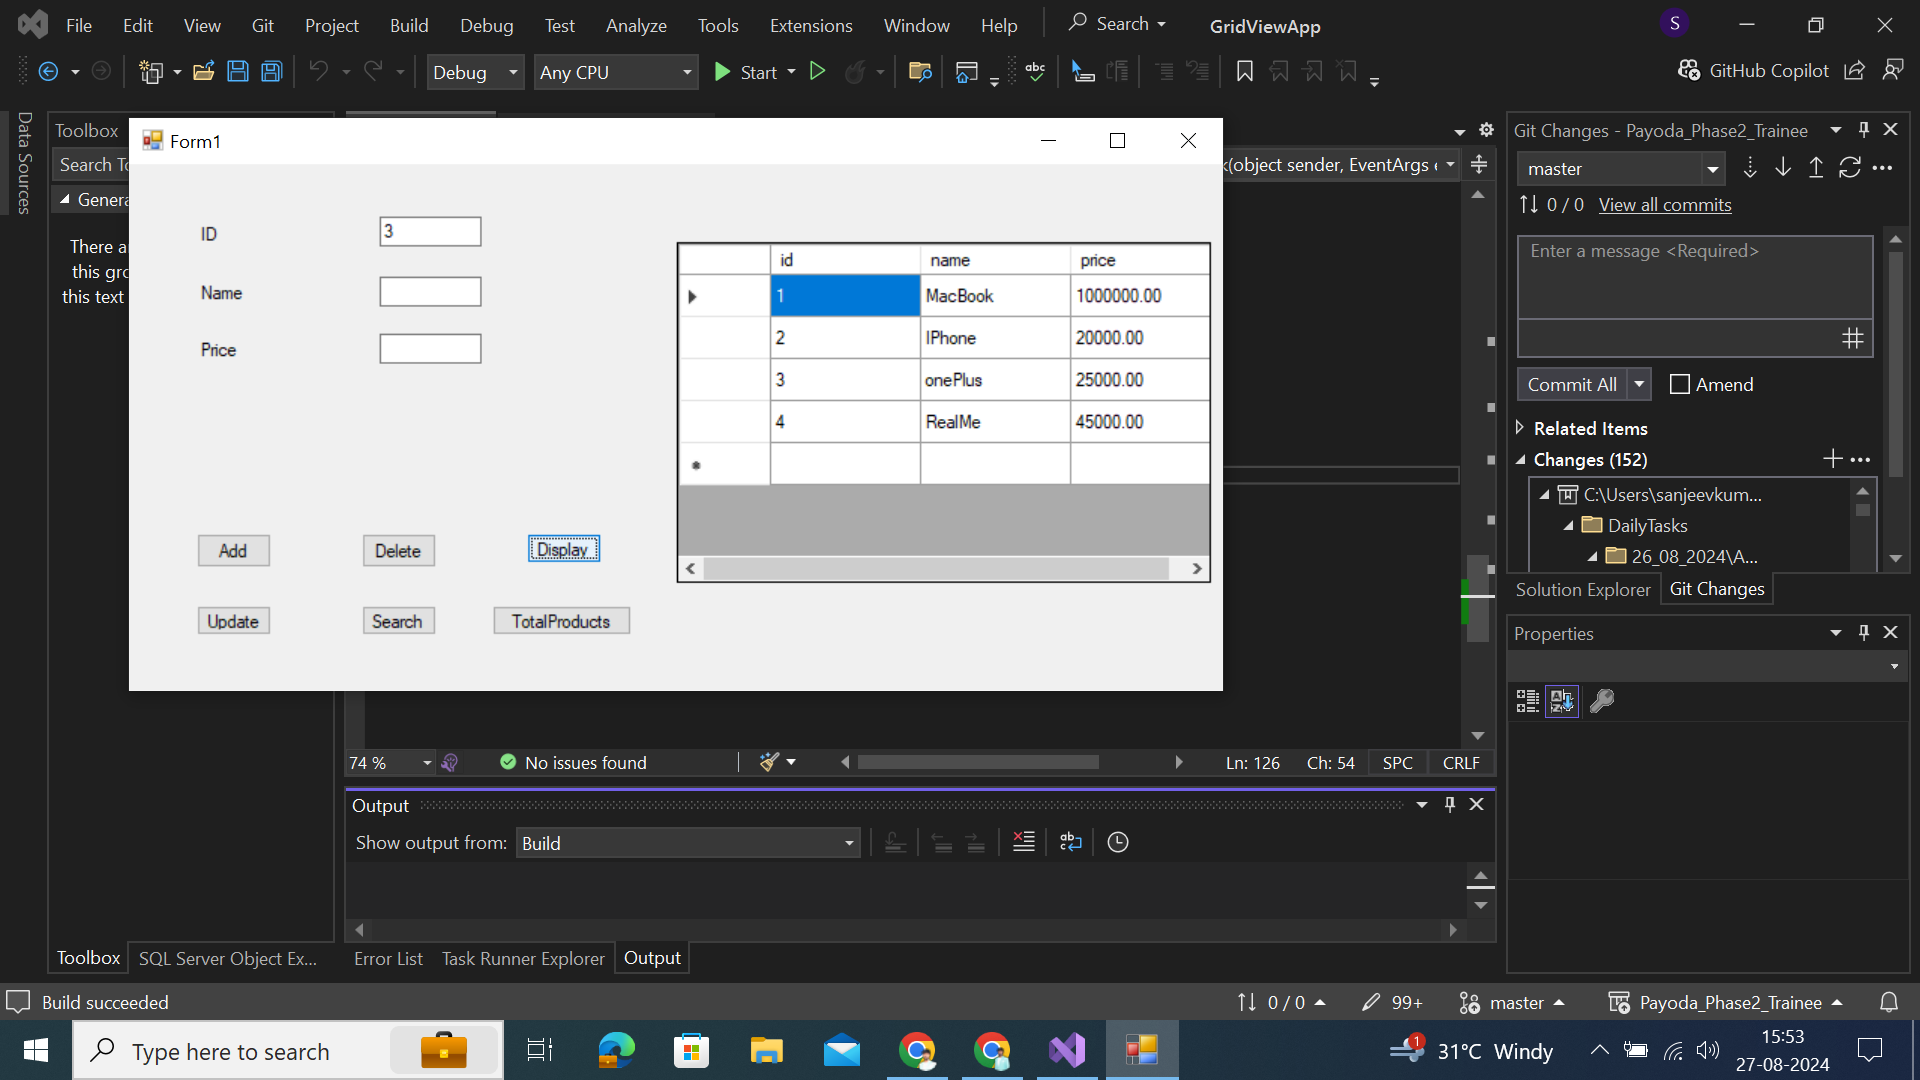 File Edit View Git Project Build Debug Test Analyze Tools Extensions Window Help Search GridViewApp S
Debug Any CPU Start GitHub Copilot
Data Sources
Toolbox
Search To
General
There a
this gro
this text
Form1
ID 3
Name
Price
id name price
1 MacBook 1000000.00
2 IPhone 20000.00
3 onePlus 25000.00
4 RealMe 45000.00
Add Delete Display
Update Search TotalProducts
(object sender, EventArgs e
Git Changes - Payoda_Phase2_Trainee
master
0 / 0 View all commits
Enter a message <Required>
Commit All Amend
Related Items
Changes (152)
C:\Users\sanjeevkum...
DailyTasks
26_08_2024\A...
Solution Explorer Git Changes
Properties
74 % No issues found Ln: 126 Ch: 54 SPC CRLF
Output
Show output from: Build
Toolbox SQL Server Object Ex... Error List Task Runner Explorer Output
Build succeeded 0 / 0 99+ master Payoda_Phase2_Trainee
Type here to search 1 31°C Windy 15:53
27-08-2024